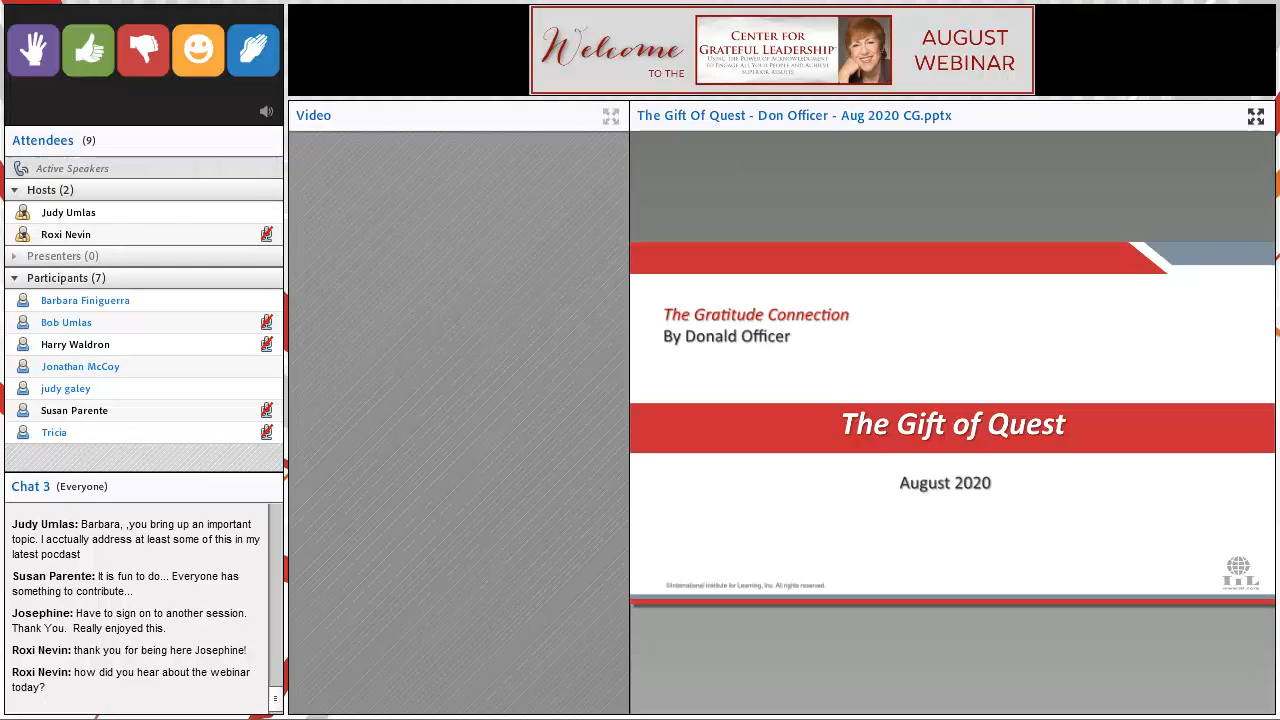 Welcome
TO THE
CENTER FOR
GRATEFUL LEADERSHIP
USING THE POWER OF ACKNOWLEDGMENT
TO ENGAGE ALL YOUR PEOPLE AND ACHIEVE
SUPERIOR RESULTS
AUGUST
WEBINAR
Attendees (9)
Active Speakers
Hosts (2)
Judy Umlas
Roxi Nevin
Presenters (0)
Participants (7)
Barbara Finiguerra
Bob Umlas
Harry Waldron
Jonathan McCoy
judy galey
Susan Parente
Tricia
Chat 3 (Everyone)
Judy Umlas: Barbara, ,you bring up an important
topic. I acctually address at least some of this in my
latest pocdast
Susan Parente: It is fun to do... Everyone has
something to contribute...
Josephine: Have to sign on to another session.
Thank You. Really enjoyed this.
Roxi Nevin: thank you for being here Josephine!
Roxi Nevin: how did you hear about the webinar
today?
Video
The Gift Of Quest - Don Officer - Aug 2020 CG.pptx
The Gratitude Connection
By Donald Officer
The Gift of Quest
August 2020
©International Institute for Learning, Inc. All rights reserved.
IIL
www.iil.com